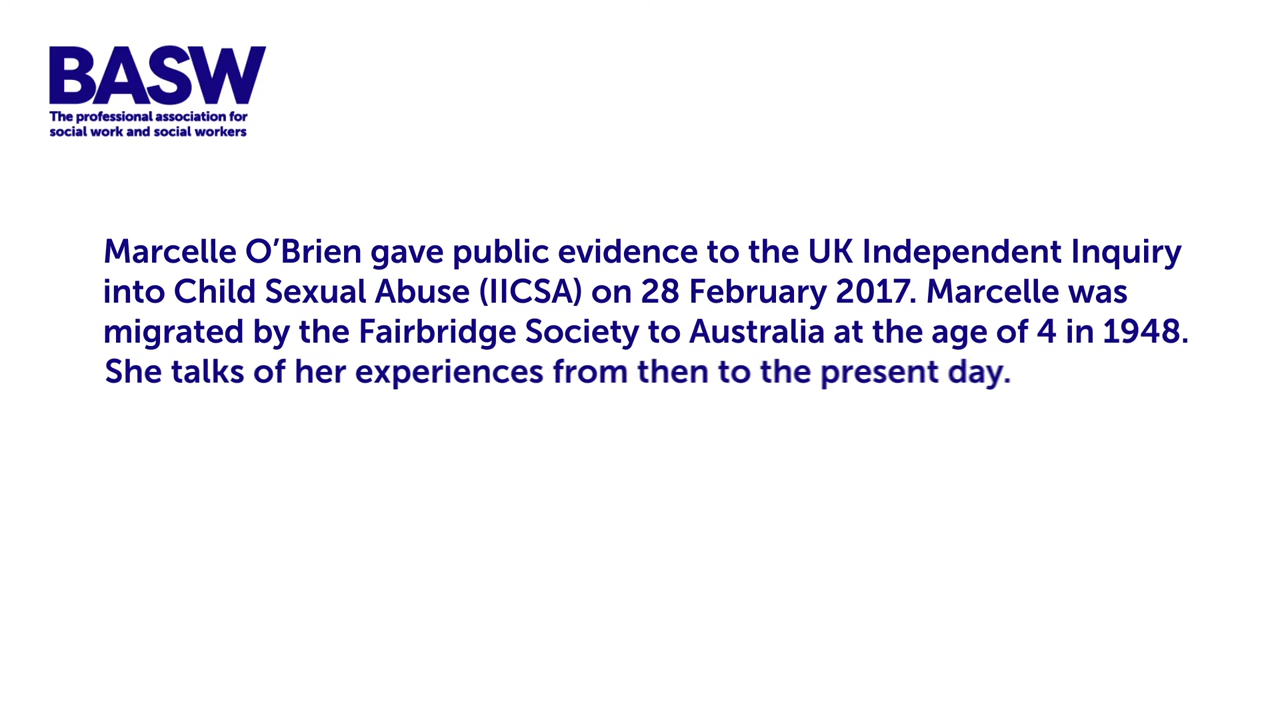 BASW
The professional association for
social work and social workers
Marcelle O’Brien gave public evidence to the UK Independent Inquiry
into Child Sexual Abuse (IICSA) on 28 February 2017. Marcelle was
migrated by the Fairbridge Society to Australia at the age of 4 in 1948.
She talks of her experiences from then to the present day.